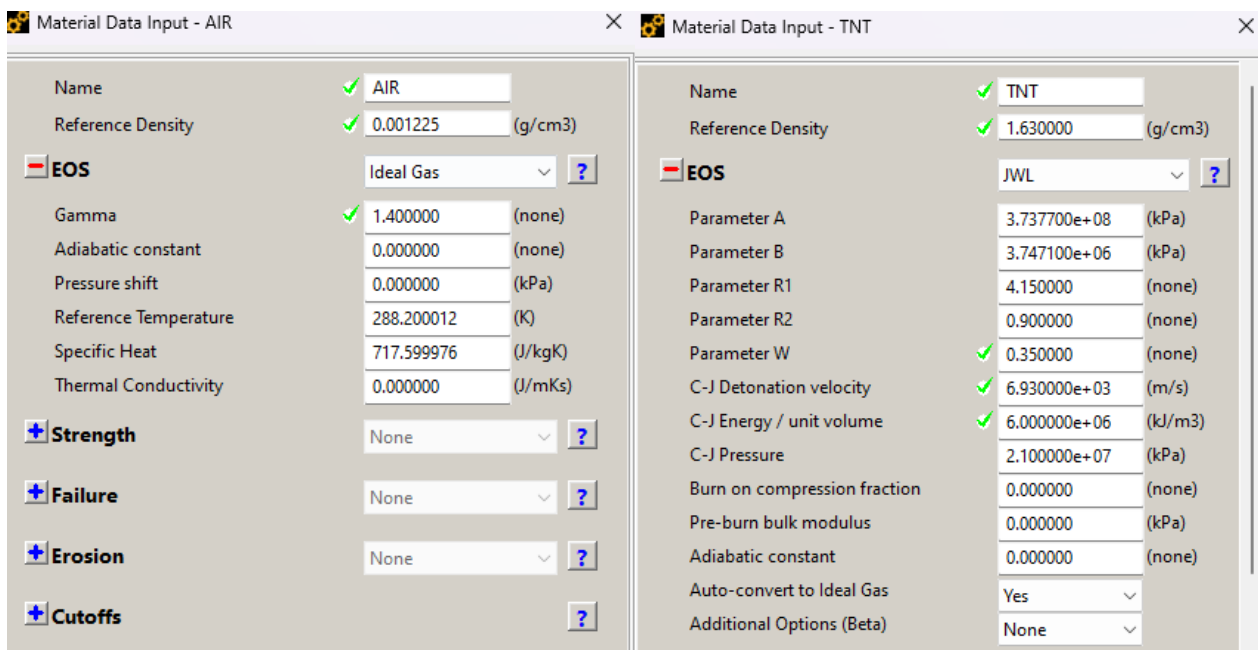 Material Data Input - AIR
Name AIR
Reference Density 0.001225 (g/cm3)
EOS Ideal Gas ?
Gamma 1.400000 (none)
Adiabatic constant 0.000000 (none)
Pressure shift 0.000000 (kPa)
Reference Temperature 288.200012 (K)
Specific Heat 717.599976 (J/kgK)
Thermal Conductivity 0.000000 (J/mKs)
Strength None ?
Failure None ?
Erosion None ?
Cutoffs ?
Material Data Input - TNT
Name TNT
Reference Density 1.630000 (g/cm3)
EOS JWL ?
Parameter A 3.737700e+08 (kPa)
Parameter B 3.747100e+06 (kPa)
Parameter R1 4.150000 (none)
Parameter R2 0.900000 (none)
Parameter W 0.350000 (none)
C-J Detonation velocity 6.930000e+03 (m/s)
C-J Energy / unit volume 6.000000e+06 (kJ/m3)
C-J Pressure 2.100000e+07 (kPa)
Burn on compression fraction 0.000000 (none)
Pre-burn bulk modulus 0.000000 (kPa)
Adiabatic constant 0.000000 (none)
Auto-convert to Ideal Gas Yes
Additional Options (Beta) None